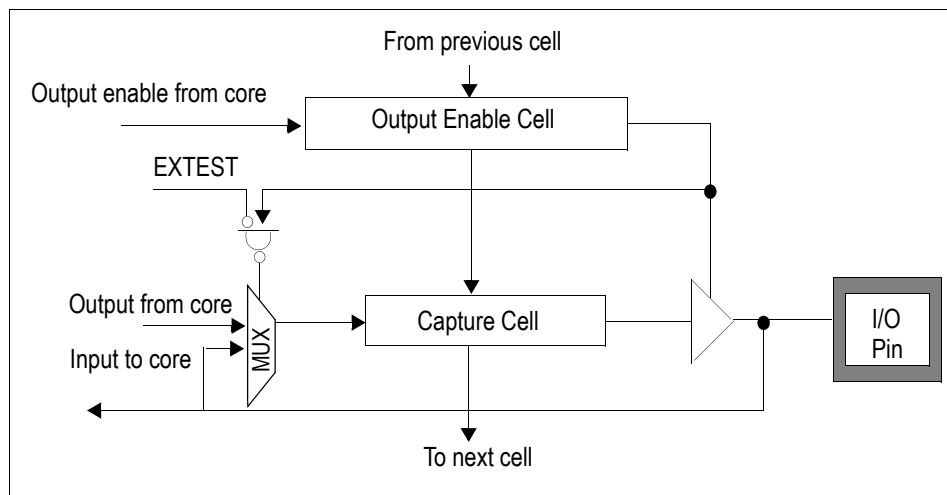 From previous cell
Output enable from core
Output Enable Cell
EXTEST
Output from core
Input to core
MUX
Capture Cell
I/O
Pin
To next cell